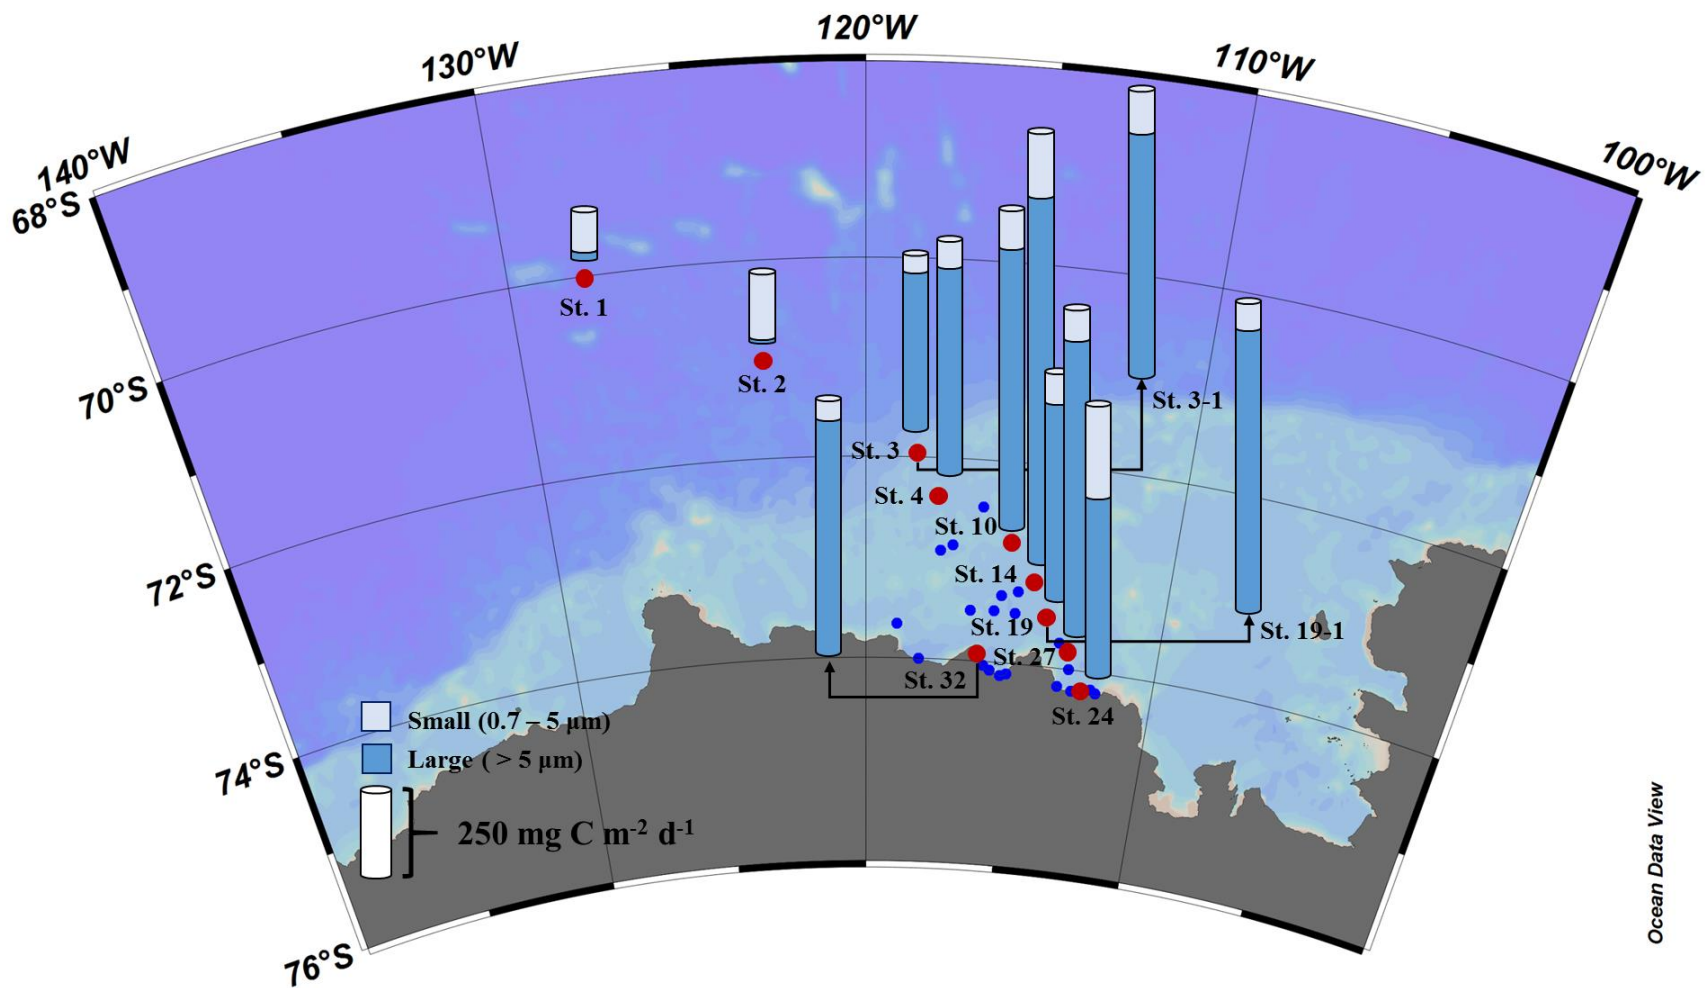 120°W
130°W
110°W
140°W
100°W
68°S
St. 1
70°S
St. 2
St. 3-1
St. 3
St. 4
St. 10
72°S
St. 14
St. 19
St. 19-1
St. 27
St. 32
St. 24
Small (0.7 – 5 μm)
Large ( > 5 μm)
74°S
250 mg C m⁻² d⁻¹
76°S
Ocean Data View